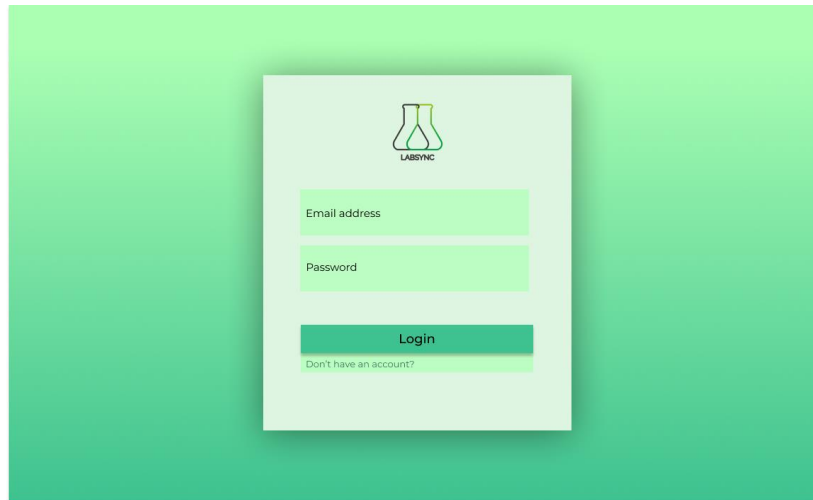 LABSYNC
Email address
Password
Login
Don't have an account?